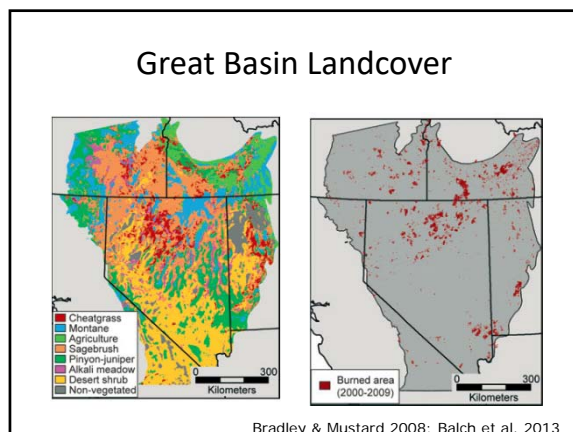 Great Basin Landcover
Cheatgrass
Montane
Agriculture
Sagebrush
Pinyon-juniper
Alkali meadow
Desert shrub
Non-vegetated
0 300
Kilometers
Burned area
(2000-2009)
0 300
Kilometers
Bradley & Mustard 2008; Balch et al. 2013